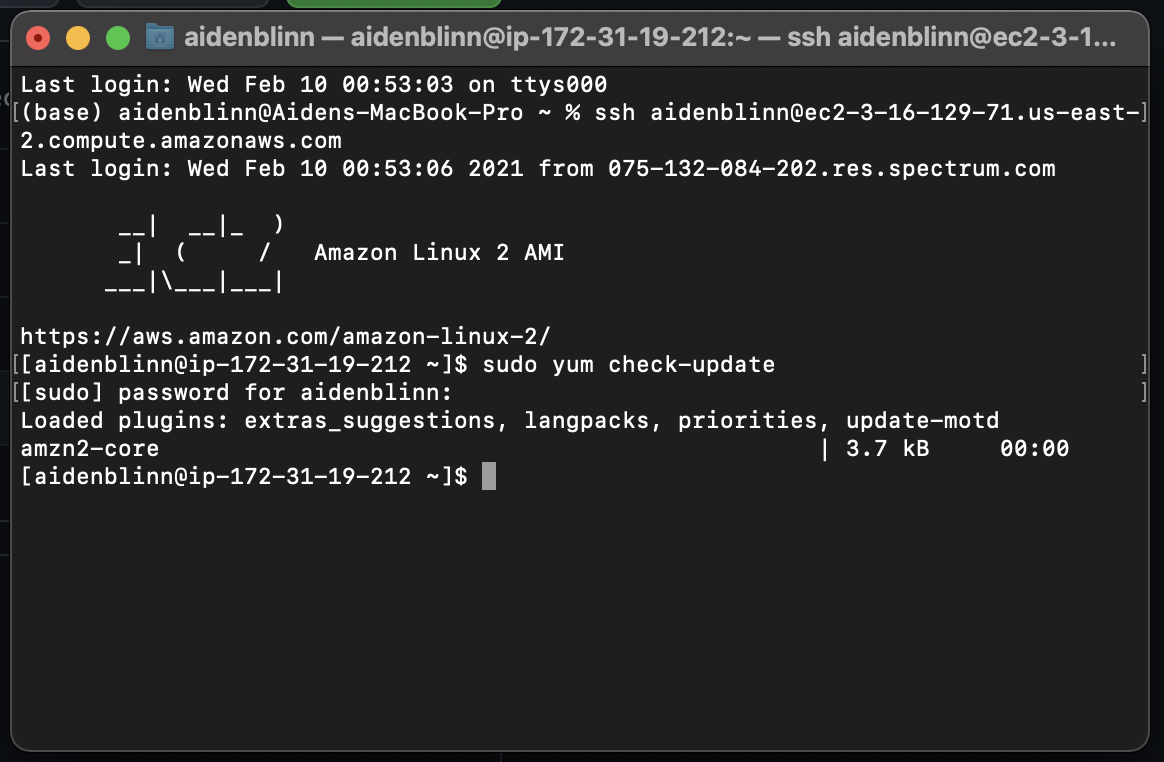 aidenblinn — aidenblinn@ip-172-31-19-212:~ — ssh aidenblinn@ec2-3-1...
Last login: Wed Feb 10 00:53:03 on ttys000
[(base) aidenblinn@Aidens-MacBook-Pro ~ % ssh aidenblinn@ec2-3-16-129-71.us-east-]
2.compute.amazonaws.com
Last login: Wed Feb 10 00:53:06 2021 from 075-132-084-202.res.spectrum.com
       __|  __|_  )
       _|  (     /   Amazon Linux 2 AMI
      ___|\___|___|
https://aws.amazon.com/amazon-linux-2/
[[aidenblinn@ip-172-31-19-212 ~]$ sudo yum check-update ]
[[sudo] password for aidenblinn: ]
Loaded plugins: extras_suggestions, langpacks, priorities, update-motd
amzn2-core | 3.7 kB 00:00
[aidenblinn@ip-172-31-19-212 ~]$